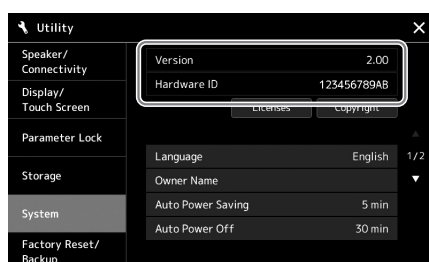 Utility
×
Speaker/
Connectivity
Display/
Touch Screen
Parameter Lock
Storage
System
Factory Reset/
Backup
Version 2.00
Hardware ID 123456789AB
Licenses Copyright
Language English
1/2
Owner Name
Auto Power Saving 5 min
Auto Power Off 30 min